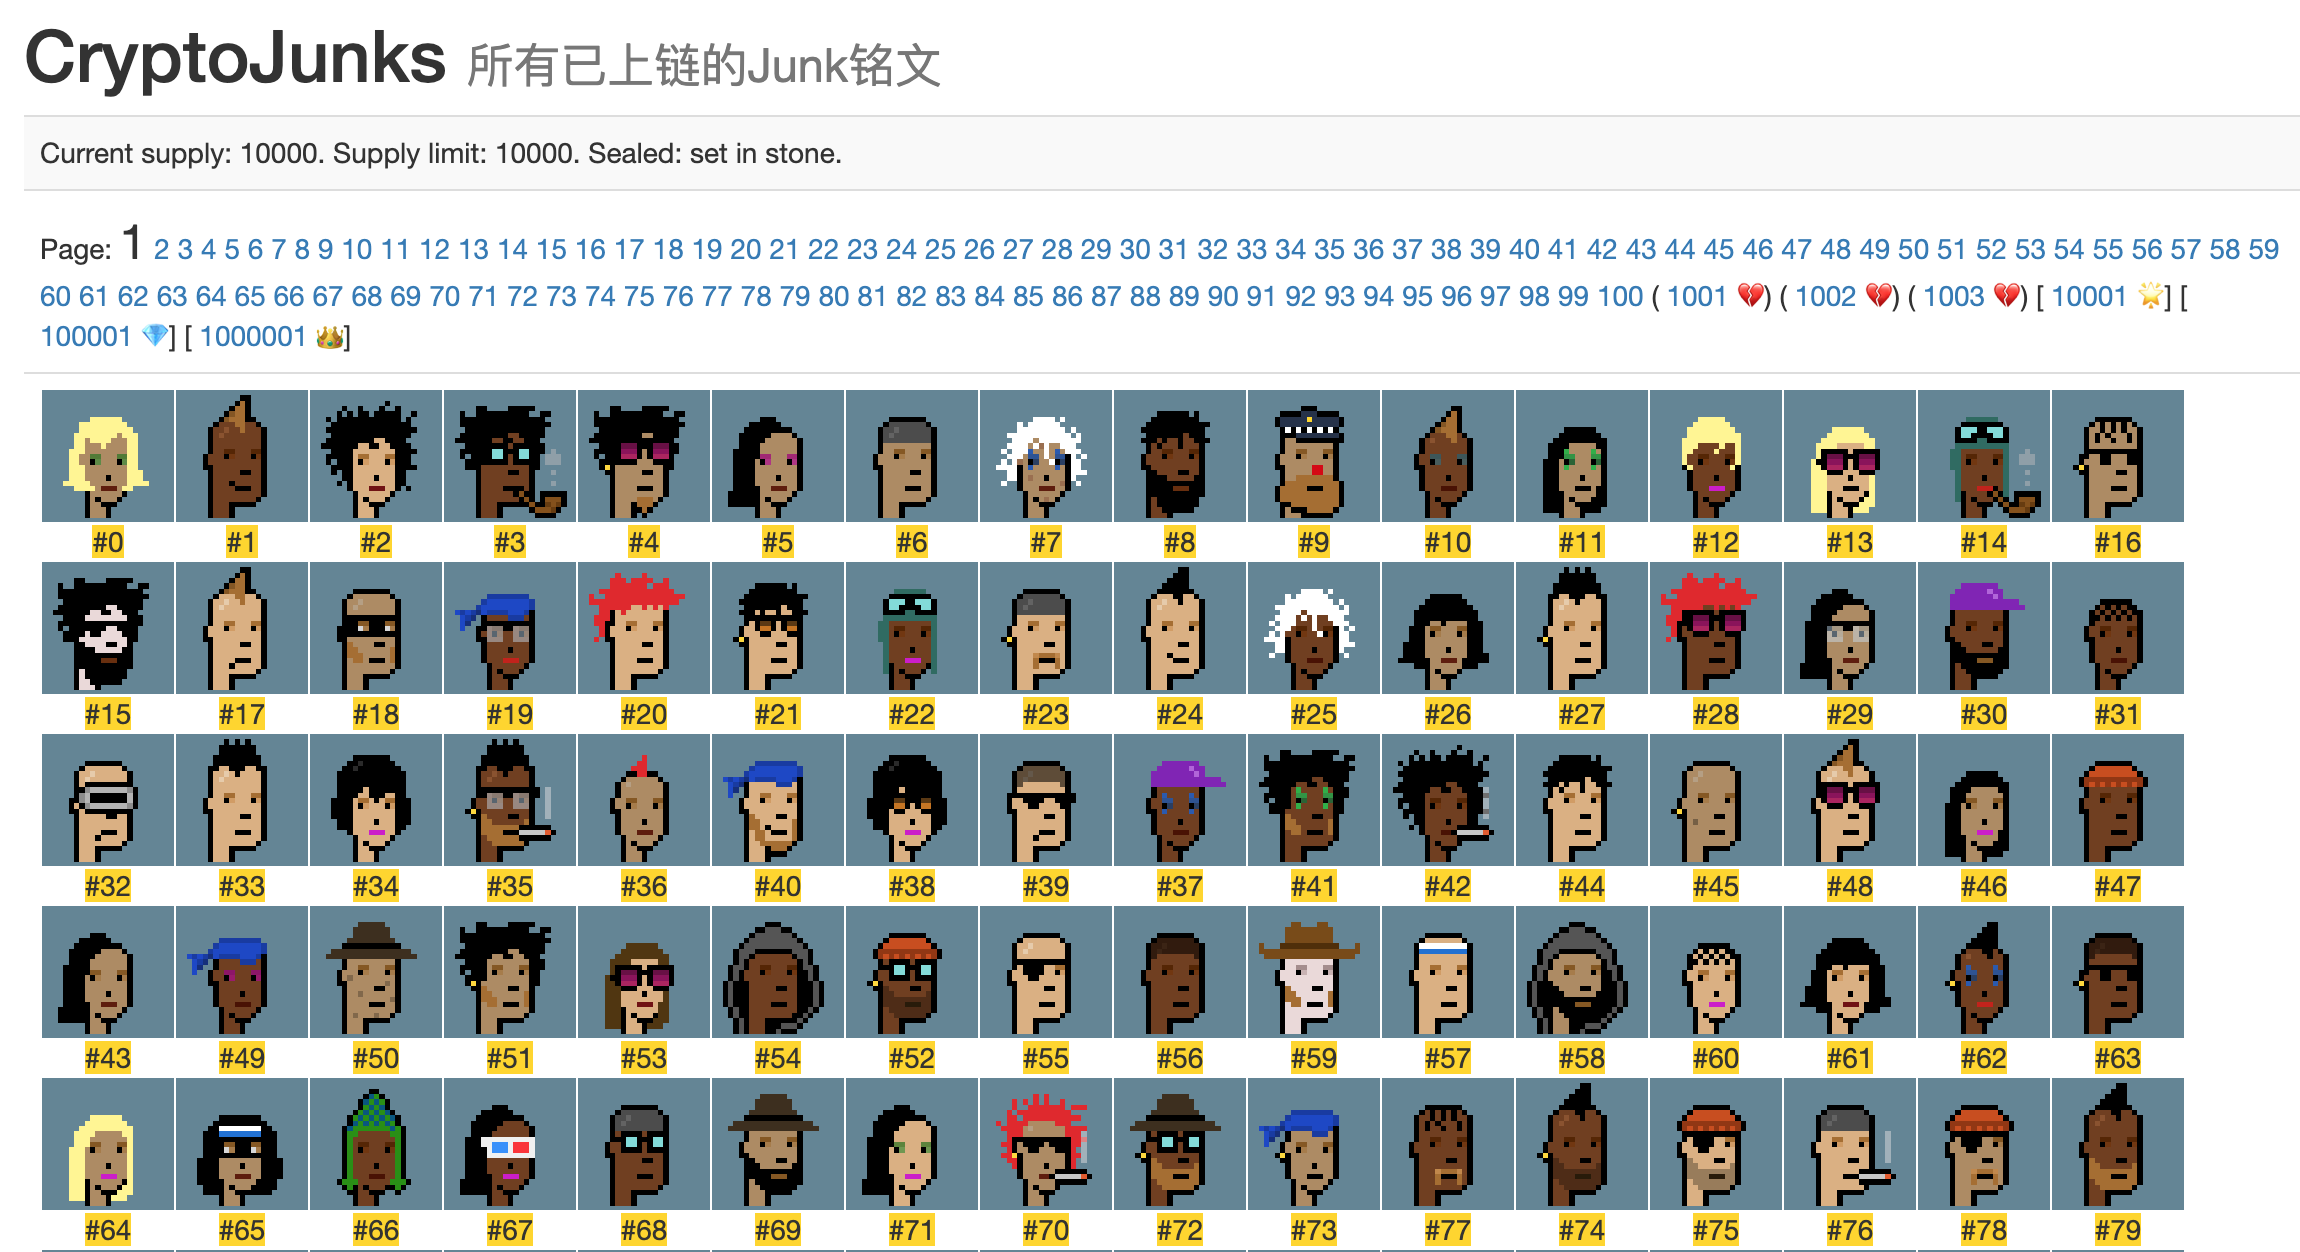 CryptoJunks 所有已上链的Junk铭文
Current supply: 10000. Supply limit: 10000. Sealed: set in stone.
Page: 1 2 3 4 5 6 7 8 9 10 11 12 13 14 15 16 17 18 19 20 21 22 23 24 25 26 27 28 29 30 31 32 33 34 35 36 37 38 39 40 41 42 43 44 45 46 47 48 49 50 51 52 53 54 55 56 57 58 59
60 61 62 63 64 65 66 67 68 69 70 71 72 73 74 75 76 77 78 79 80 81 82 83 84 85 86 87 88 89 90 91 92 93 94 95 96 97 98 99 100 ( 1001 💔) ( 1002 💔) ( 1003 💔) [ 10001 🌟] [
100001 💎] [ 1000001 👑]
#0 #1 #2 #3 #4 #5 #6 #7 #8 #9 #10 #11 #12 #13 #14 #16
#15 #17 #18 #19 #20 #21 #22 #23 #24 #25 #26 #27 #28 #29 #30 #31
#32 #33 #34 #35 #36 #40 #38 #39 #37 #41 #42 #44 #45 #48 #46 #47
#43 #49 #50 #51 #53 #54 #52 #55 #56 #59 #57 #58 #60 #61 #62 #63
#64 #65 #66 #67 #68 #69 #71 #70 #72 #73 #77 #74 #75 #76 #78 #79